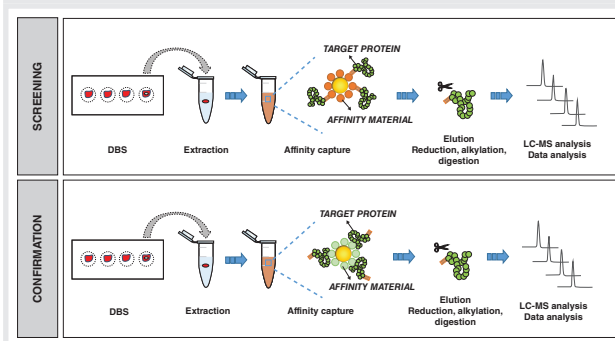 SCREENING
TARGET PROTEIN
AFFINITY MATERIAL
DBS
Extraction
Affinity capture
Elution
Reduction, alkylation,
digestion
LC-MS analysis
Data analysis
CONFIRMATION
TARGET PROTEIN
AFFINITY MATERIAL
DBS
Extraction
Affinity capture
Elution
Reduction, alkylation,
digestion
LC-MS analysis
Data analysis